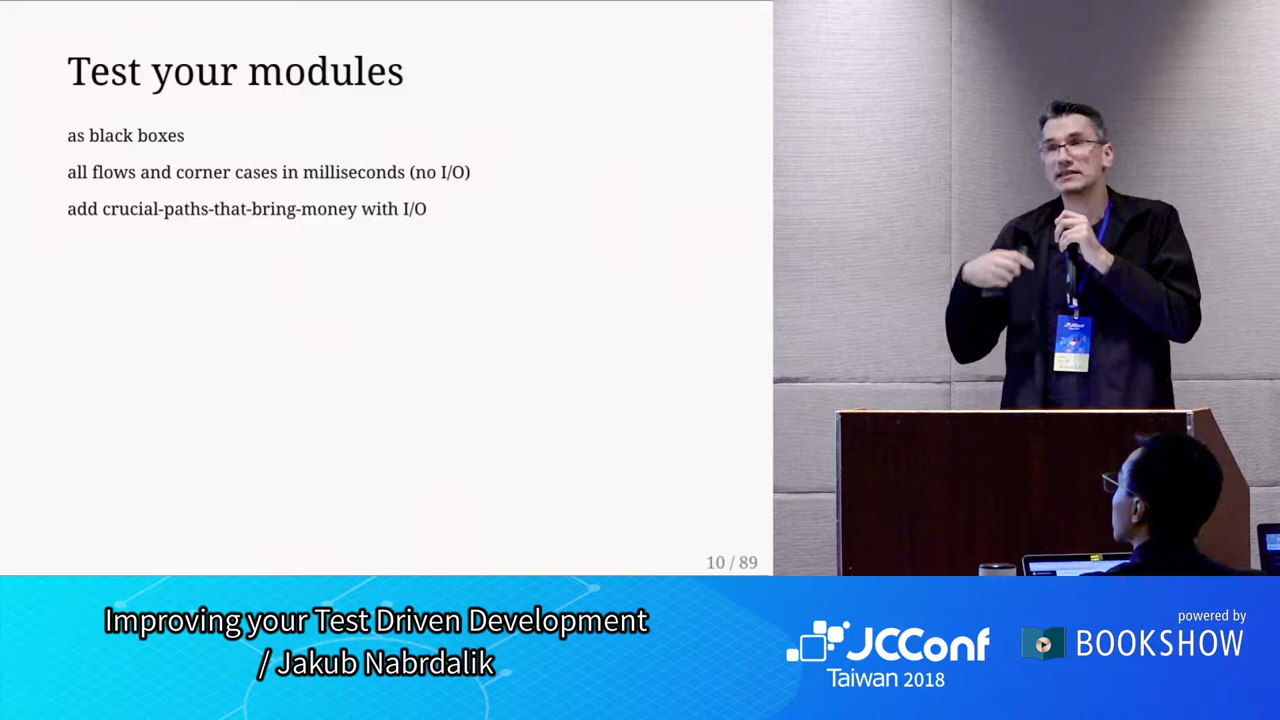 Test your modules
as black boxes
all flows and corner cases in milliseconds (no I/O)
add crucial-paths-that-bring-money with I/O
10 / 89
Improving your Test Driven Development
/ Jakub Nabrdalik
JCConf
Taiwan 2018
powered by
BOOKSHOW